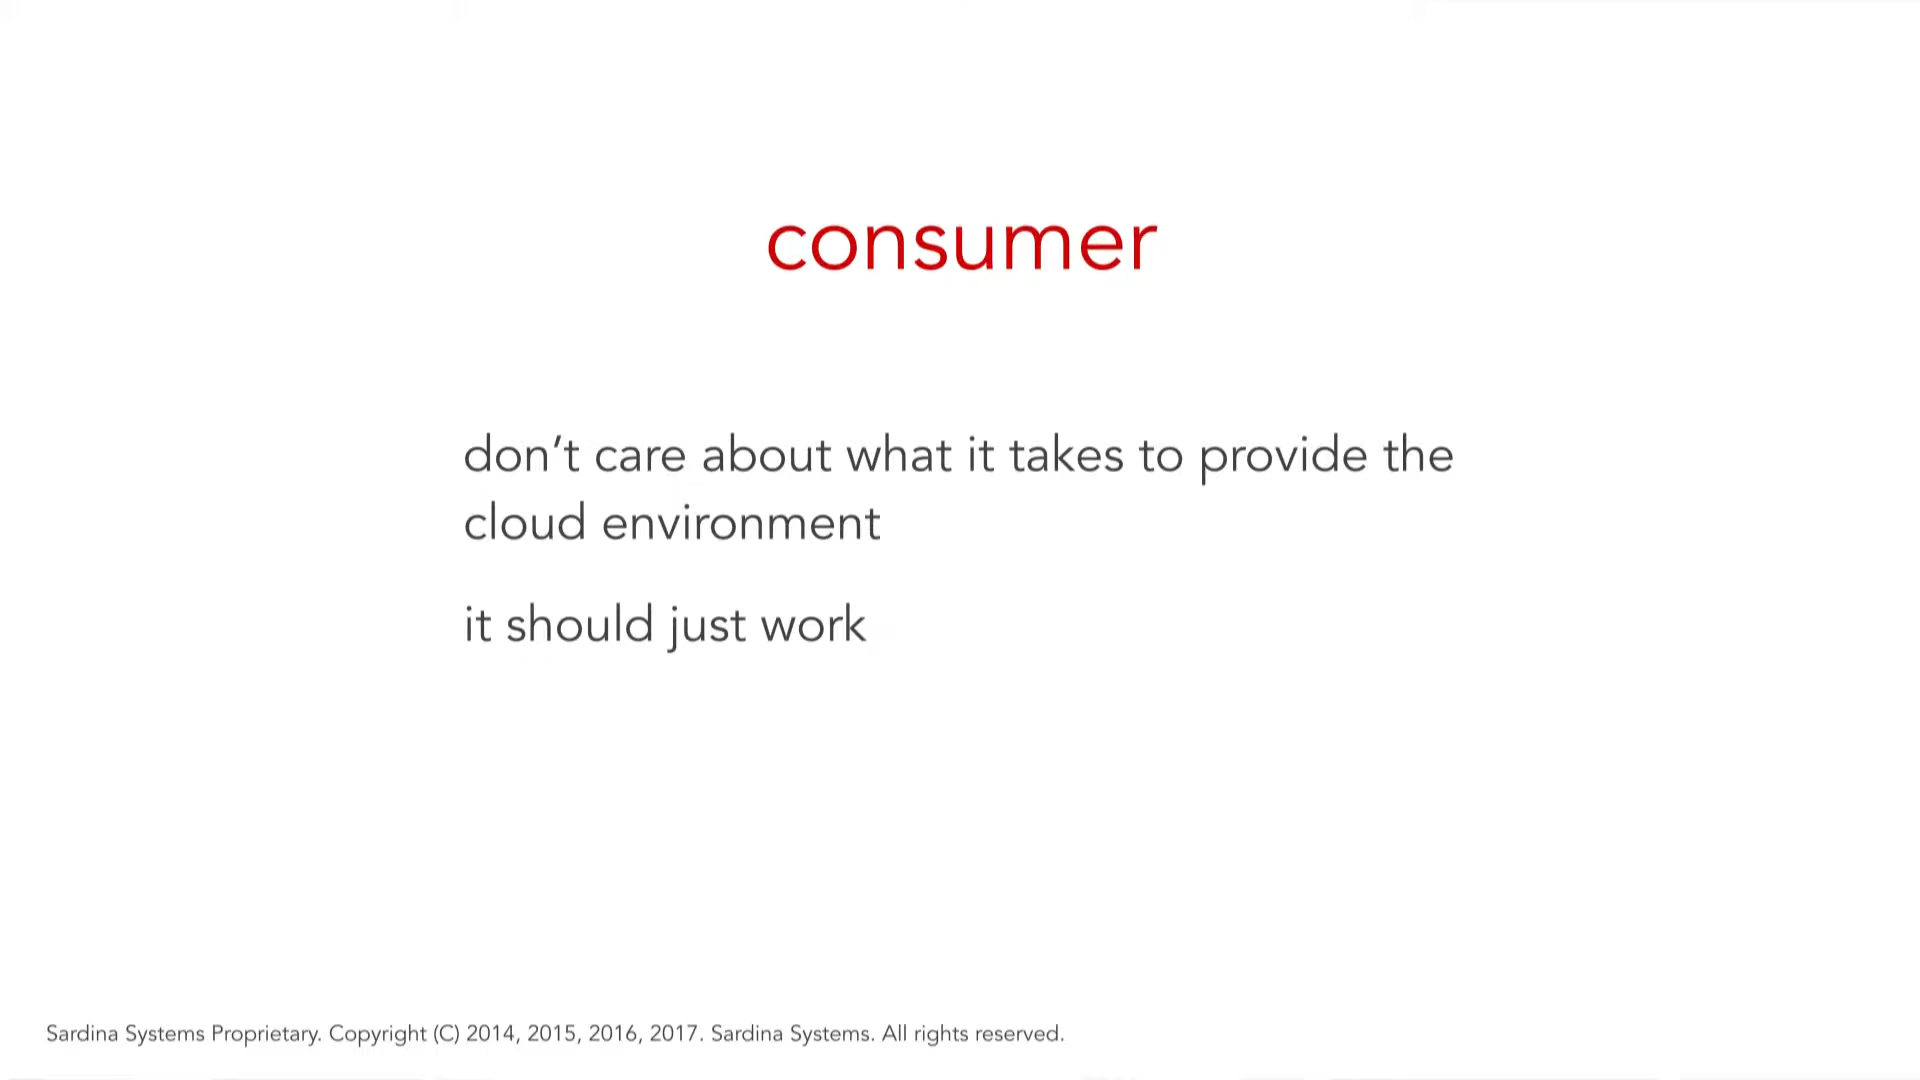 consumer
don’t care about what it takes to provide the
cloud environment
it should just work
Sardina Systems Proprietary. Copyright (C) 2014, 2015, 2016, 2017. Sardina Systems. All rights reserved.